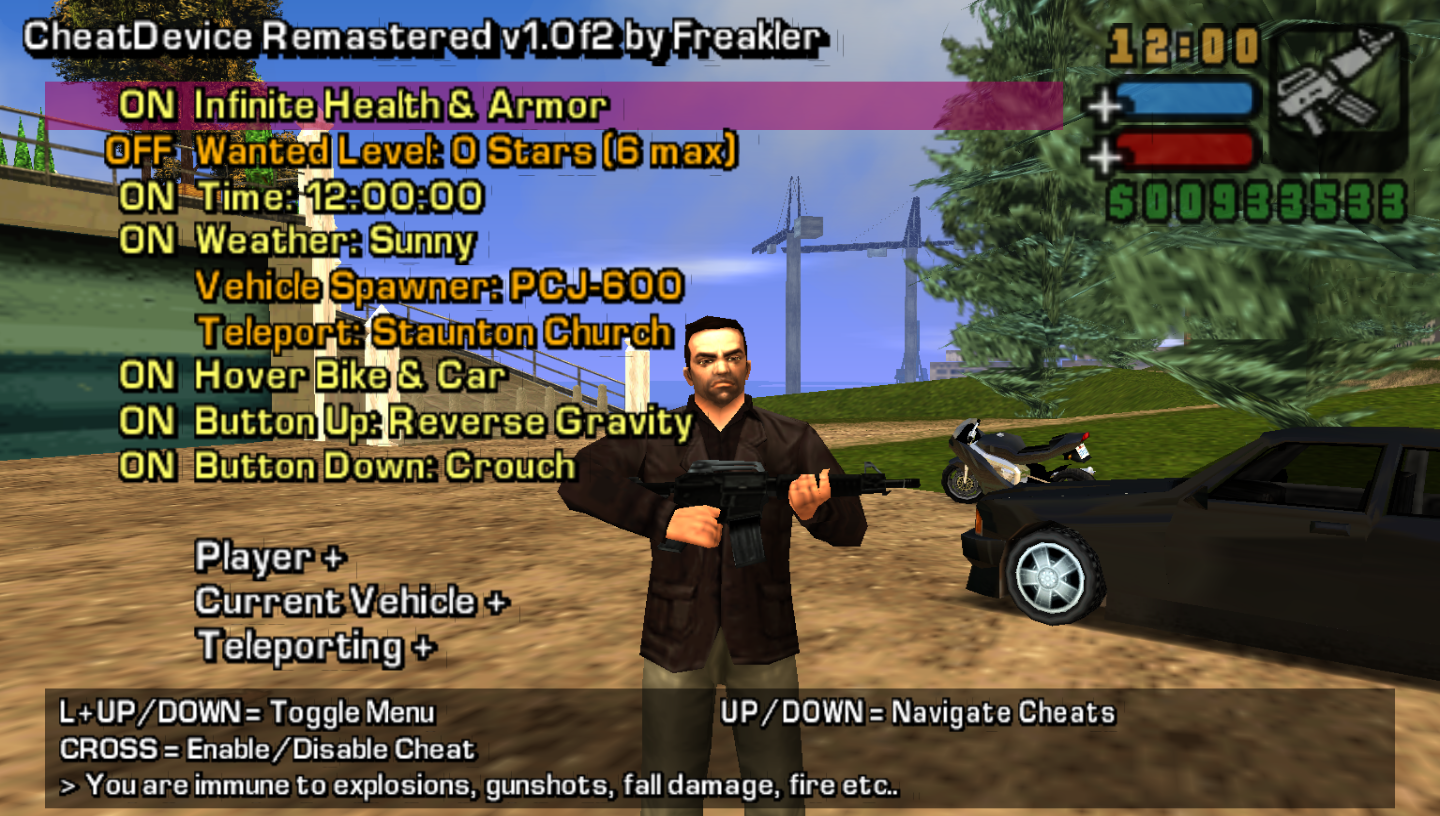 CheatDevice Remastered v1.0f2 by Freakler
12:00
ON Infinite Health & Armor
OFF Wanted Level: 0 Stars (6 max)
ON Time: 12:00:00
$00933533
ON Weather: Sunny
Vehicle Spawner: PCJ-600
Teleport: Staunton Church
ON Hover Bike & Car
ON Button Up: Reverse Gravity
ON Button Down: Crouch
Player +
Current Vehicle +
Teleporting +
L+UP/DOWN = Toggle Menu
UP/DOWN = Navigate Cheats
CROSS = Enable/Disable Cheat
> You are immune to explosions, gunshots, fall damage, fire etc..